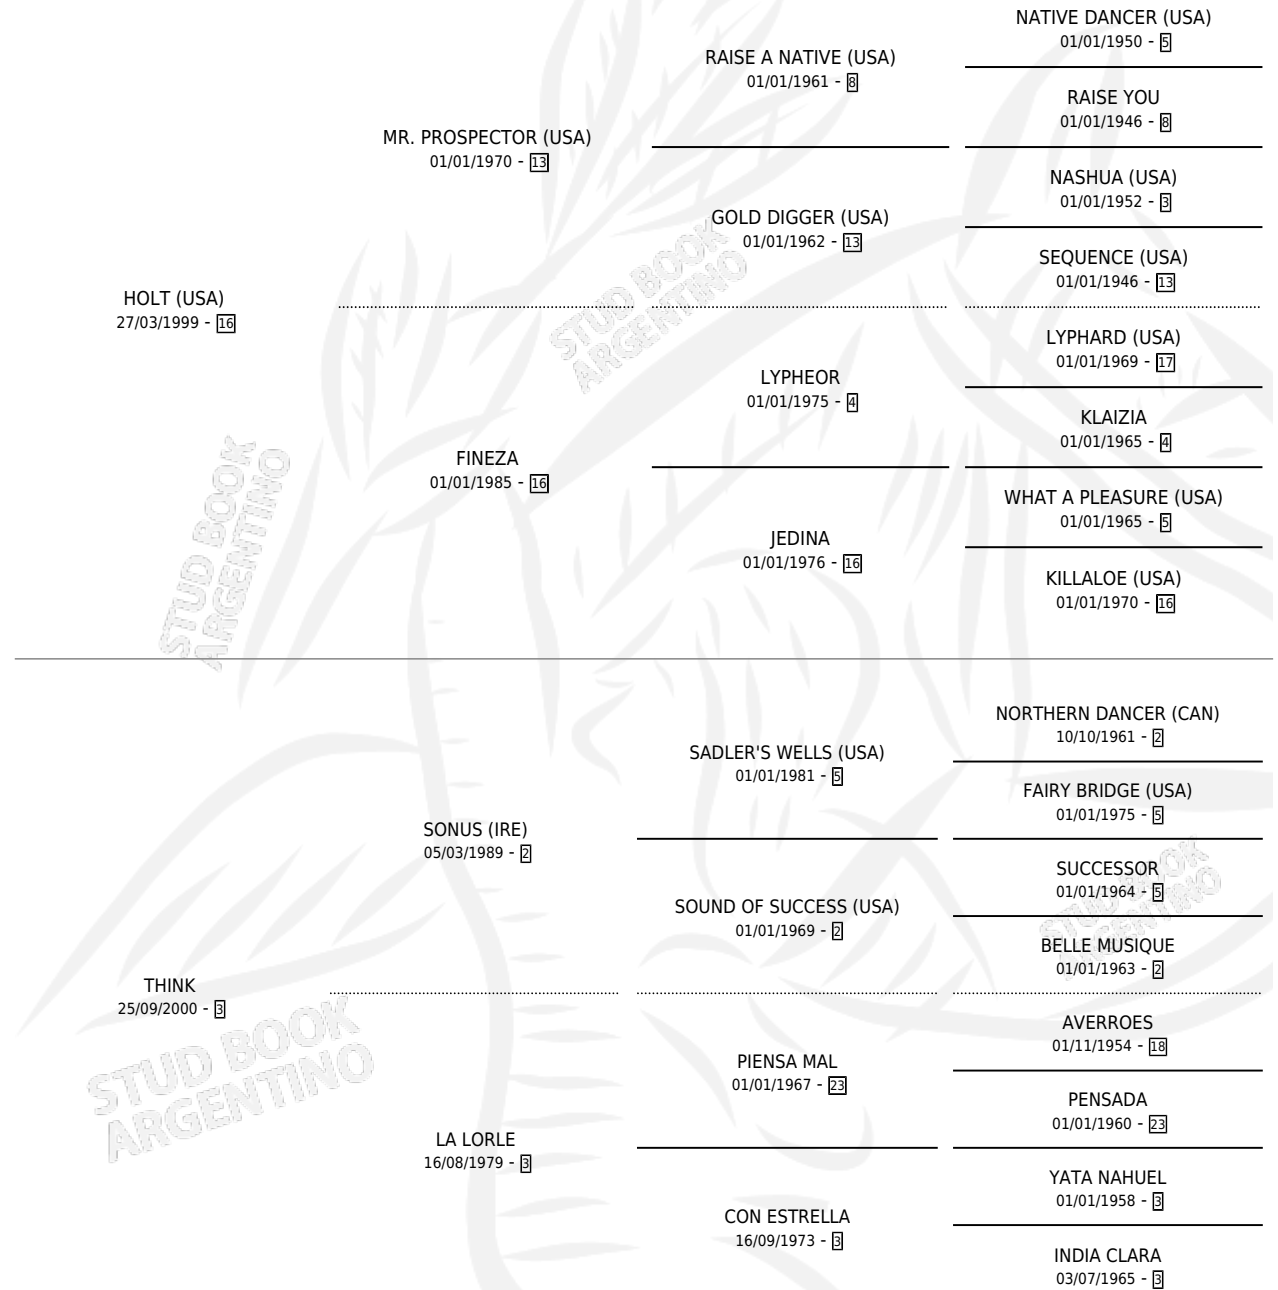 NATIVE DANCER (USA)
01/01/1950 - 5
RAISE A NATIVE (USA)
01/01/1961 - 8
RAISE YOU
01/01/1946 - 8
MR. PROSPECTOR (USA)
01/01/1970 - 13
NASHUA (USA)
01/01/1952 - 3
GOLD DIGGER (USA)
01/01/1962 - 13
SEQUENCE (USA)
01/01/1946 - 13
HOLT (USA)
27/03/1999 - 16
STUD BOOK
ARGENTINO
LYPHARD (USA)
01/01/1969 - 17
LYPHEOR
01/01/1975 - 4
KLAIZIA
01/01/1965 - 4
FINEZA
01/01/1985 - 16
WHAT A PLEASURE (USA)
01/01/1965 - 5
JEDINA
01/01/1976 - 16
KILLALOE (USA)
01/01/1970 - 16
STUD BOOK
ARGENTINO
NORTHERN DANCER (CAN)
10/10/1961 - 2
SADLER'S WELLS (USA)
01/01/1981 - 5
FAIRY BRIDGE (USA)
01/01/1975 - 5
SONUS (IRE)
05/03/1989 - 2
SUCCESSOR
01/01/1964 - 5
SOUND OF SUCCESS (USA)
01/01/1969 - 2
BELLE MUSIQUE
01/01/1963 - 2
STUD BOOK
ARGENTINO
THINK
25/09/2000 - 3
STUD BOOK
ARGENTINO
AVERROES
01/11/1954 - 18
PIENSA MAL
01/01/1967 - 23
PENSADA
01/01/1960 - 23
LA LORLE
16/08/1979 - 3
YATA NAHUEL
01/01/1958 - 3
CON ESTRELLA
16/09/1973 - 3
INDIA CLARA
03/07/1965 - 3